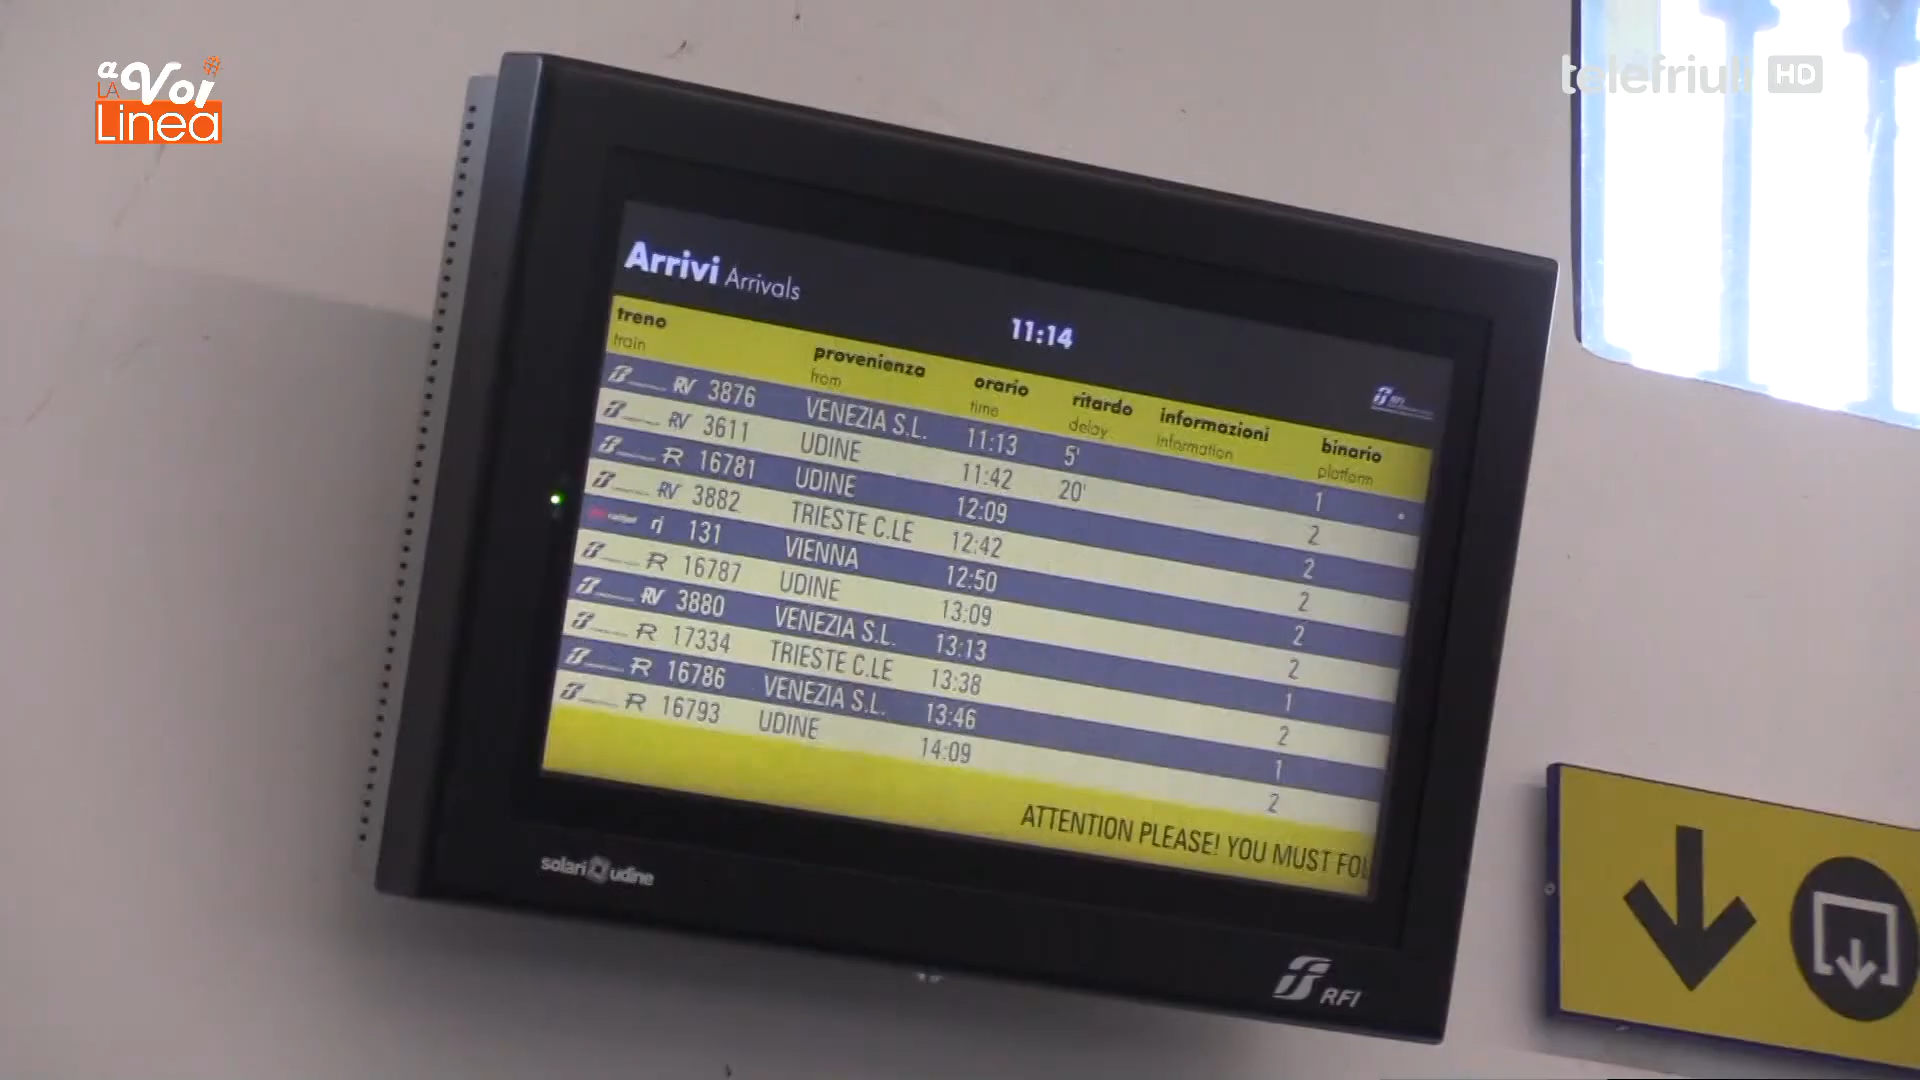 a Voi
LA
Linea
telefriuli HD
Arrivi Arrivals
11:14
treno provenienza orario ritardo informazioni binario
train from time delay information platform
RV 3876 VENEZIA S.L. 11:13 5' 1
RV 3611 UDINE 11:42 20' 2
R 16781 UDINE 12:09 2
RV 3882 TRIESTE C.LE 12:42 2
rj 131 VIENNA 12:50 2
R 16787 UDINE 13:09 2
RV 3880 VENEZIA S.L. 13:13 1
R 17334 TRIESTE C.LE 13:38 2
R 16786 VENEZIA S.L. 13:46 1
R 16793 UDINE 14:09 2
ATTENTION PLEASE! YOU MUST FOL
solari udine
RFI